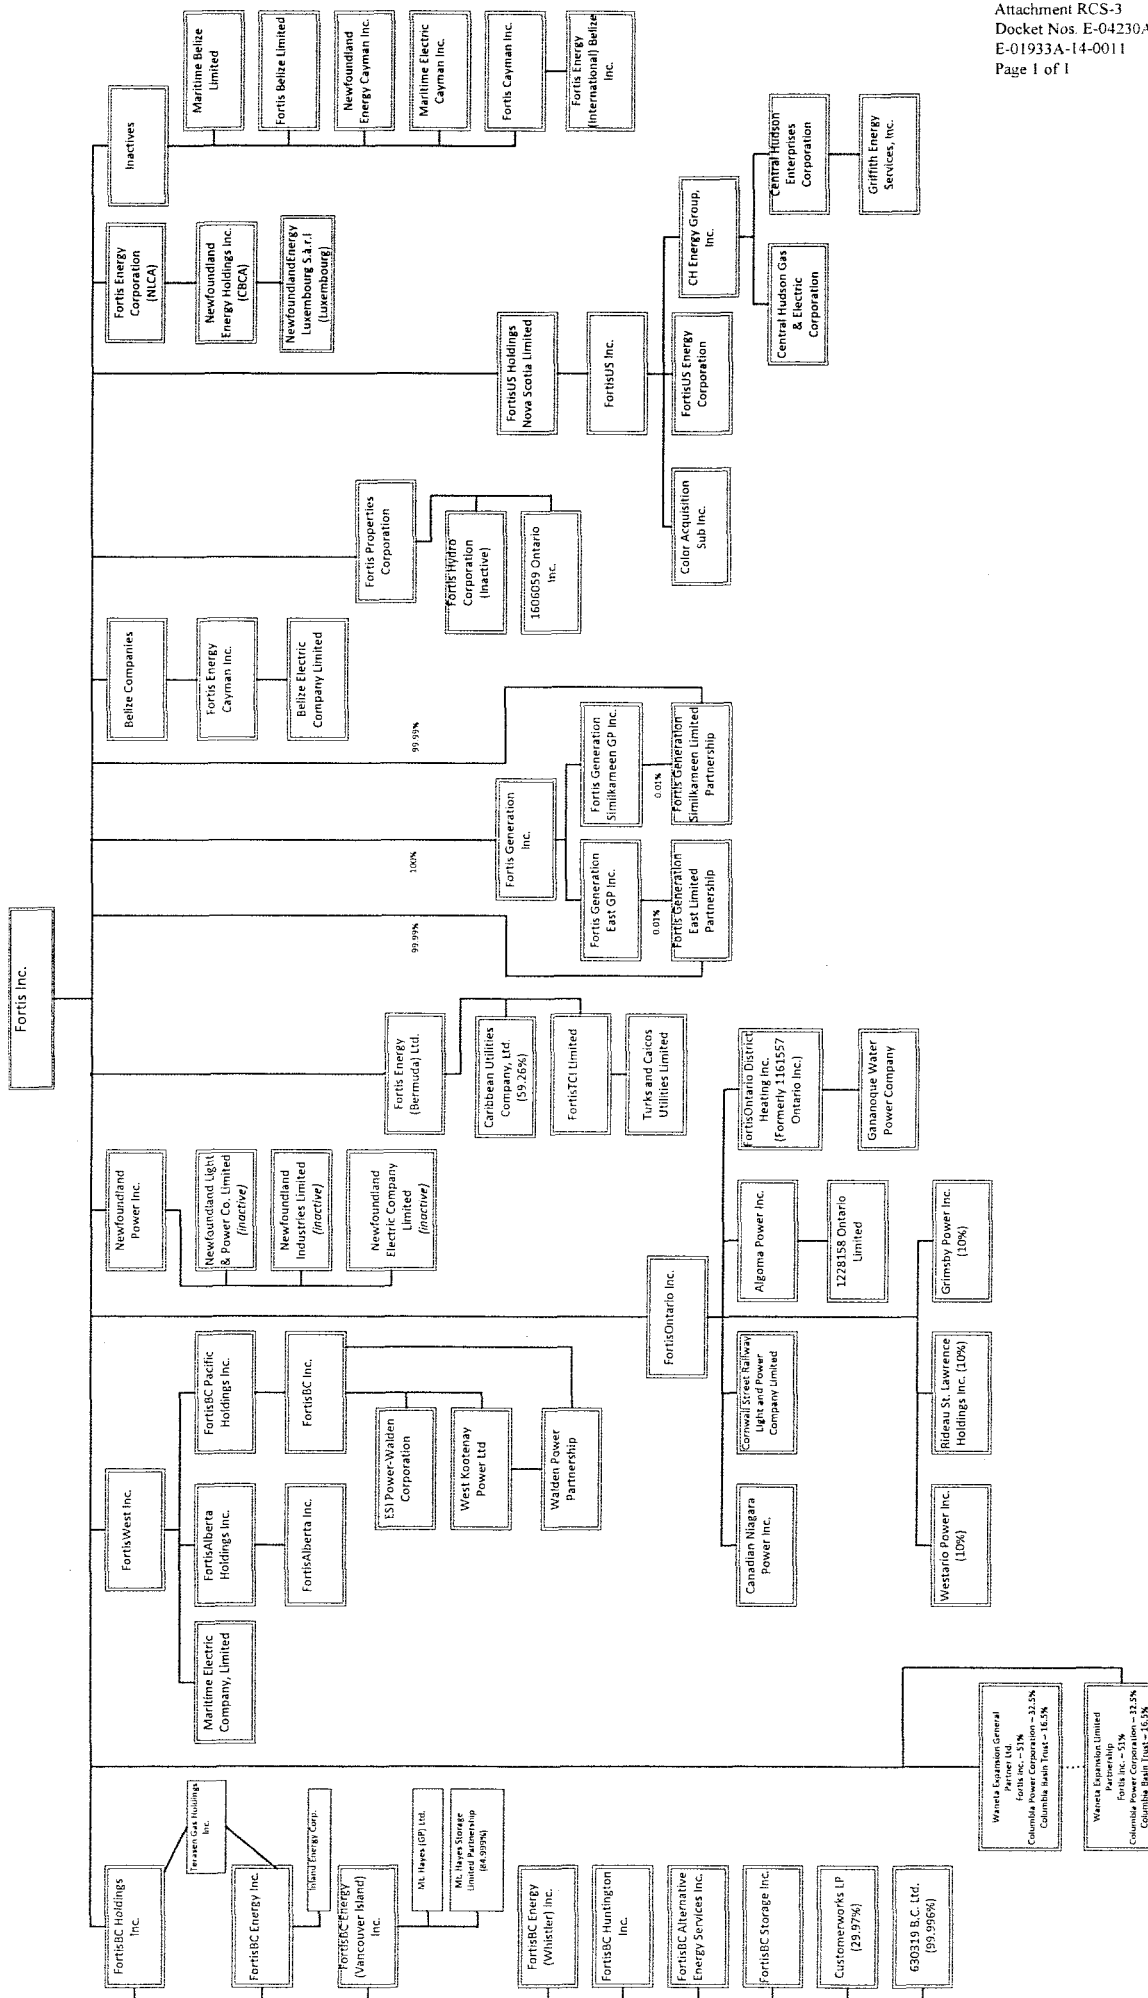 Attachment RCS-3
Docket Nos. E-04230A
E-01933A-14-0011
Page 1 of 1
Fortis Inc.
FortisBC Holdings
Inc.
Terasen Gas Holdings
Inc.
FortisBC Energy Inc.
Inland Energy Corp.
FortisBC Energy
(Vancouver Island)
Inc.
Mt. Hayes (GP) Ltd.
Mt. Hayes Storage
Limited Partnership
(84.999%)
FortisBC Energy
(Whistler) Inc.
FortisBC Huntington
Inc.
FortisBC Alternative
Energy Services Inc.
FortisBC Storage Inc.
Customerworks LP
(29.97%)
630319 B.C. Ltd.
(99.996%)
Waneta Expansion General
Partner Ltd.
Fortis Inc. – 51%
Columbia Power Corporation – 32.5%
Columbia Basin Trust – 16.5%
Waneta Expansion Limited
Partnership
Fortis Inc. – 51%
Columbia Power Corporation – 32.5%
Columbia Basin Trust – 16.5%
FortisWest Inc.
Maritime Electric
Company, Limited
FortisAlberta
Holdings Inc.
FortisAlberta Inc.
FortisBC Pacific
Holdings Inc.
FortisBC Inc.
ESI Power-Walden
Corporation
West Kootenay
Power Ltd
Walden Power
Partnership
FortisOntario Inc.
Canadian Niagara
Power Inc.
Cornwall Street Railway
Light and Power
Company Limited
Algoma Power Inc.
1228158 Ontario
Limited
FortisOntario District
Heating Inc.
(Formerly 1161557
Ontario Inc.)
Gananoque Water
Power Company
Westario Power Inc.
(10%)
Rideau St. Lawrence
Holdings Inc. (10%)
Grimsby Power Inc.
(10%)
Newfoundland
Power Inc.
Newfoundland Light
& Power Co. Limited
(inactive)
Newfoundland
Industries Limited
(inactive)
Newfoundland
Electric Company
Limited
(inactive)
Fortis Energy
(Bermuda) Ltd.
Caribbean Utilities
Company, Ltd.
(59.26%)
FortisTCI Limited
Turks and Caicos
Utilities Limited
99.99%
100%
99.99%
Fortis Generation
Inc.
Fortis Generation
East GP Inc.
0.01%
Fortis Generation
East Limited
Partnership
Fortis Generation
Similkameen GP Inc.
0.01%
Fortis Generation
Similkameen Limited
Partnership
Belize Companies
Fortis Energy
Cayman Inc.
Belize Electric
Company Limited
Fortis Properties
Corporation
Fortis Hydro
Corporation
(Inactive)
1606059 Ontario
Inc.
FortisUS Holdings
Nova Scotia Limited
FortisUS Inc.
Color Acquisition
Sub Inc.
FortisUS Energy
Corporation
CH Energy Group,
Inc.
Central Hudson Gas
& Electric
Corporation
Central Hudson
Enterprises
Corporation
Griffith Energy
Services, Inc.
Fortis Energy
Corporation
(NLCA)
Newfoundland
Energy Holdings Inc.
(CBCA)
NewfoundlandEnergy
Luxembourg S.à.r.l
(Luxembourg)
Inactives
Maritime Belize
Limited
Fortis Belize Limited
Newfoundland
Energy Cayman Inc.
Maritime Electric
Cayman Inc.
Fortis Cayman Inc.
Fortis Energy
(International) Belize
Inc.